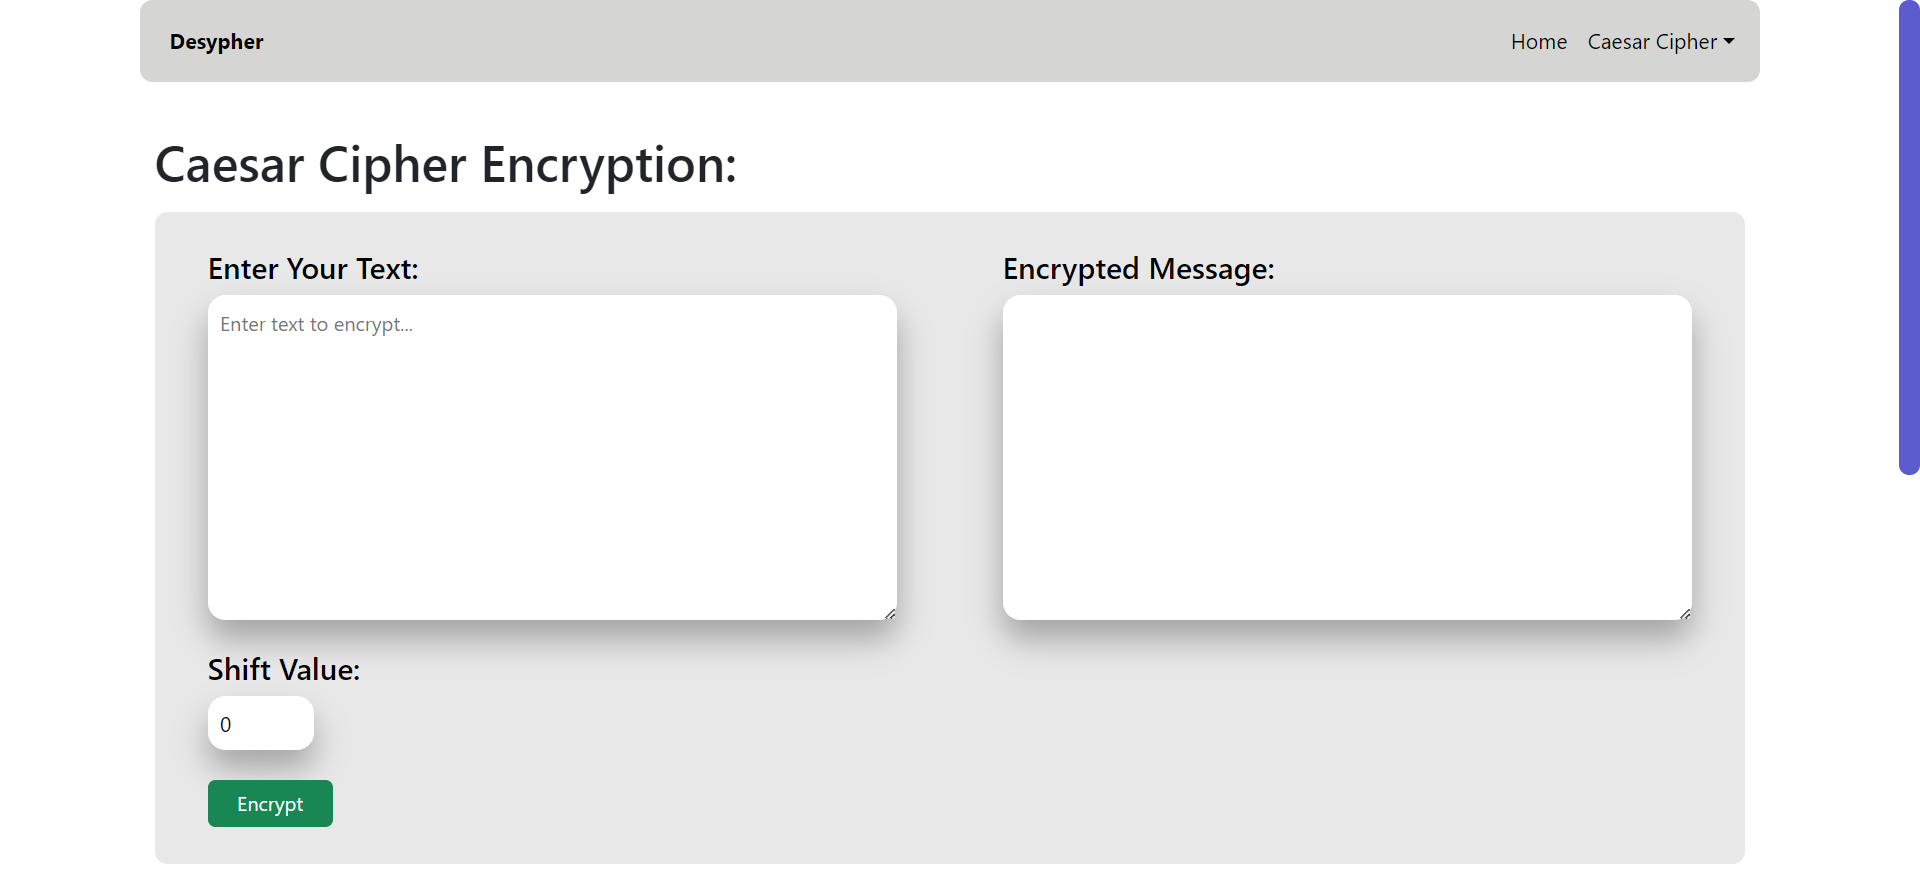 Desypher
Home Caesar Cipher
Caesar Cipher Encryption:
Enter Your Text:
Enter text to encrypt...
Encrypted Message:
Shift Value:
0
Encrypt